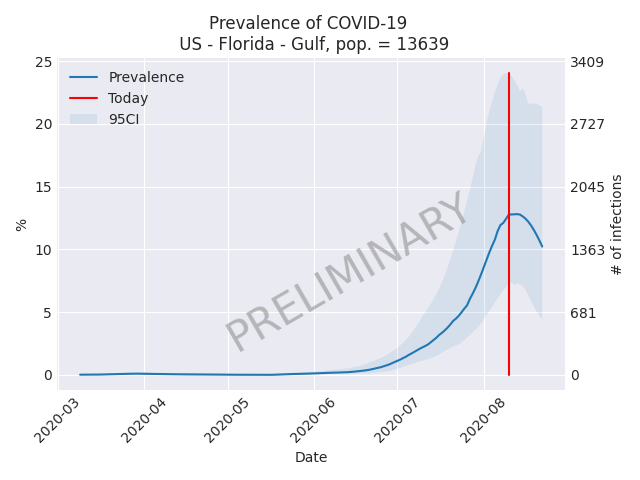 Prevalence of COVID-19
US - Florida - Gulf, pop. = 13639
25
20
15
10
5
0
%
3409
2727
2045
1363
681
0
# of infections
Prevalence
Today
95CI
PRELIMINARY
2020-03
2020-04
2020-05
2020-06
2020-07
2020-08
Date